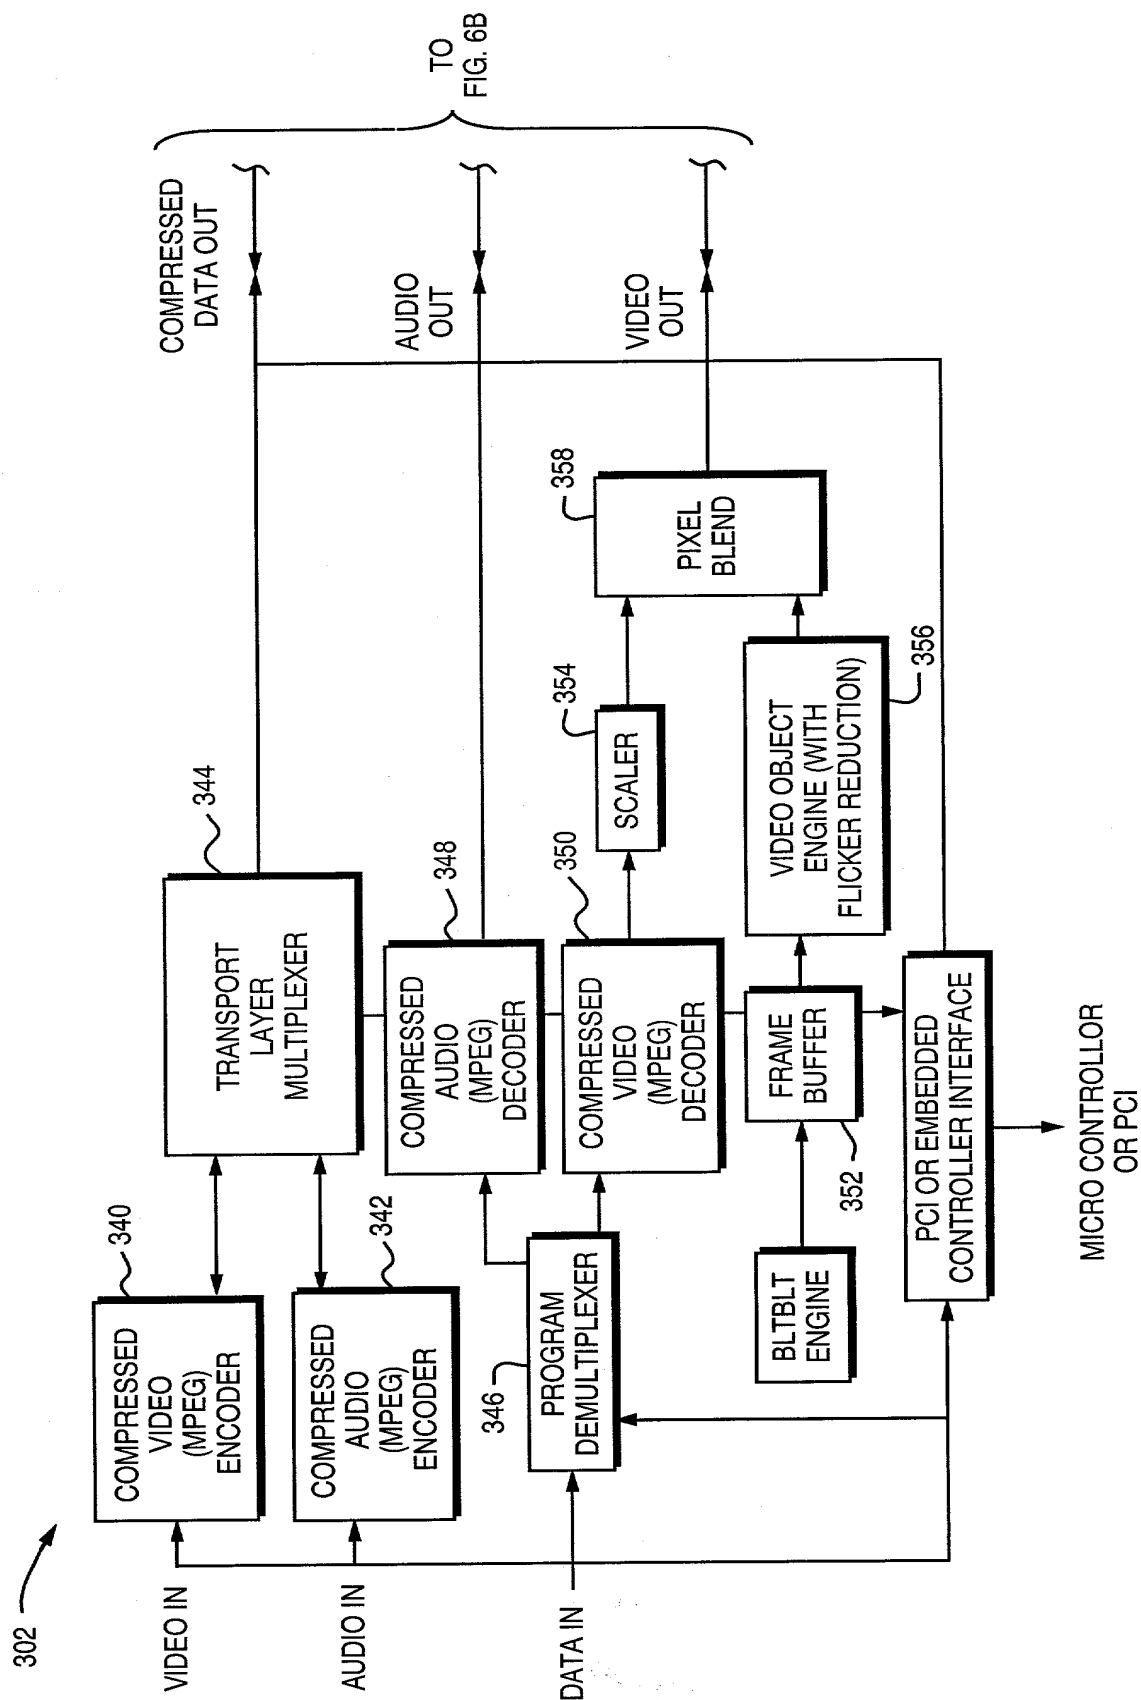 302
VIDEO IN
AUDIO IN
DATA IN
COMPRESSED
VIDEO
(MPEG)
ENCODER
340
COMPRESSED
AUDIO
(MPEG)
ENCODER
342
TRANSPORT
LAYER
MULTIPLEXER
344
PROGRAM
DEMULTIPLEXER
346
COMPRESSED
AUDIO
(MPEG)
DECODER
348
COMPRESSED
VIDEO
(MPEG)
DECODER
350
BLTBLT
ENGINE
FRAME
BUFFER
352
SCALER
354
VIDEO OBJECT
ENGINE (WITH
FLICKER REDUCTION)
356
PIXEL
BLEND
358
PCI OR EMBEDDED
CONTROLLER INTERFACE
MICRO CONTROLLOR
OR PCI
COMPRESSED
DATA OUT
AUDIO
OUT
VIDEO
OUT
TO
FIG. 6B